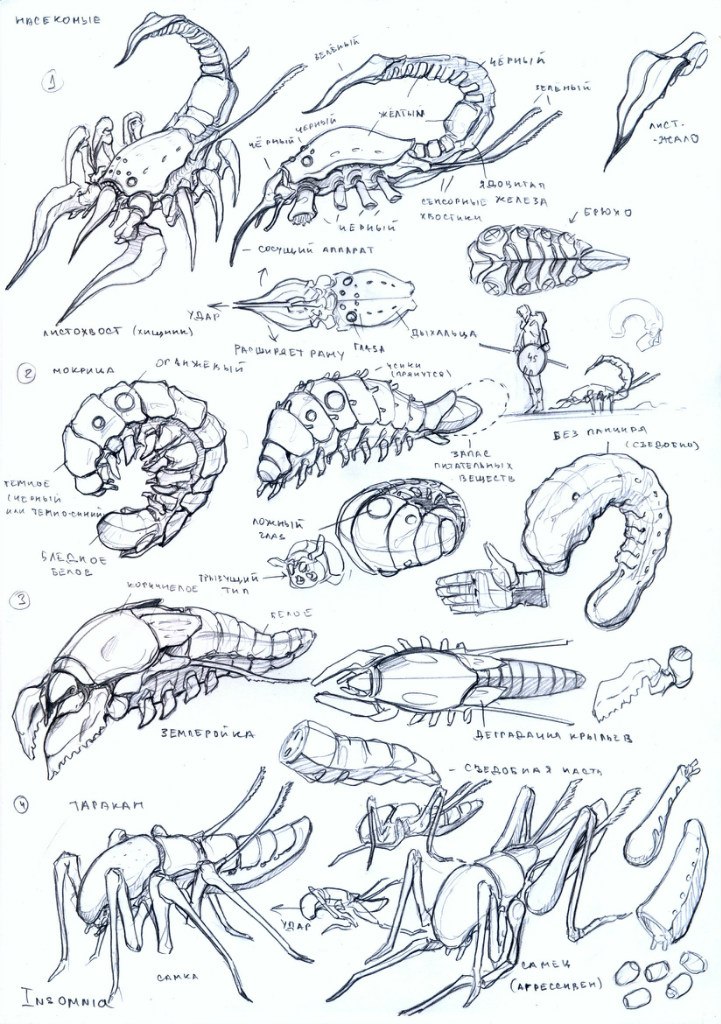 НАСЕКОМЫЕ
1
ЗЕЛЁНЫЙ
ЧЁРНЫЙ
ЗЕЛЁНЫЙ
ЖЁЛТЫЙ
ЧЁРНЫЙ
ЧЁРНЫЙ
ЛИСТ-
-ЖАЛО
ЯДОВИТАЯ
ЖЕЛЕЗА
СЕНСОРНЫЕ
ХВОСТИКИ
ЧЁРНЫЙ
БРЮХО
- СОСУЩИЙ АППАРАТ
УДАР
ЛИСТОХВОСТ (ХИЩНИК)
РАСШИРЯЕТ РАНУ
ГЛАЗА
ДЫХАЛЬЦА
45
2
МОКРИЦА
ОРАНЖЕВЫЙ
УСИКИ
(ПРЯЧУТСЯ)
БЕЗ ПАНЦИРЯ
(СЪЕДОБНО)
ЗАПАС
ПИТАТЕЛЬНЫХ
ВЕЩЕСТВ
ТЕМНОЕ
(ЧЕРНЫЙ
ИЛИ ТЕМНО-СИНИЙ)
ЛОЖНЫЙ
ГЛАЗ
БЛЕДНОЕ
БЕЛОЕ
ГРЫЗУЩИЙ
ТИП
3
КОРИЧНЕВОЕ
БЕЛОЕ
ЗЕМЛЕРОЙКА
ДЕГРАДАЦИЯ КРЫЛЬЕВ
- СЪЕДОБНАЯ ЧАСТЬ
4
ТАРАКАН
УДАР
САМКА
САМЕЦ
(АГРЕССИВЕН)
INSOMNIA